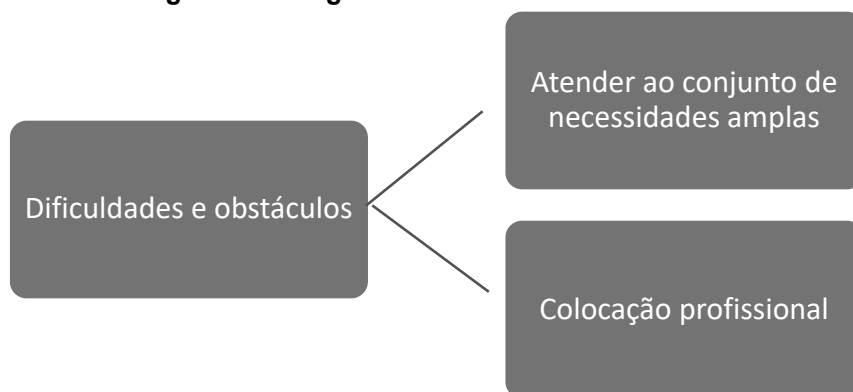 Dificuldades e obstáculos
Atender ao conjunto de
necessidades amplas
Colocação profissional